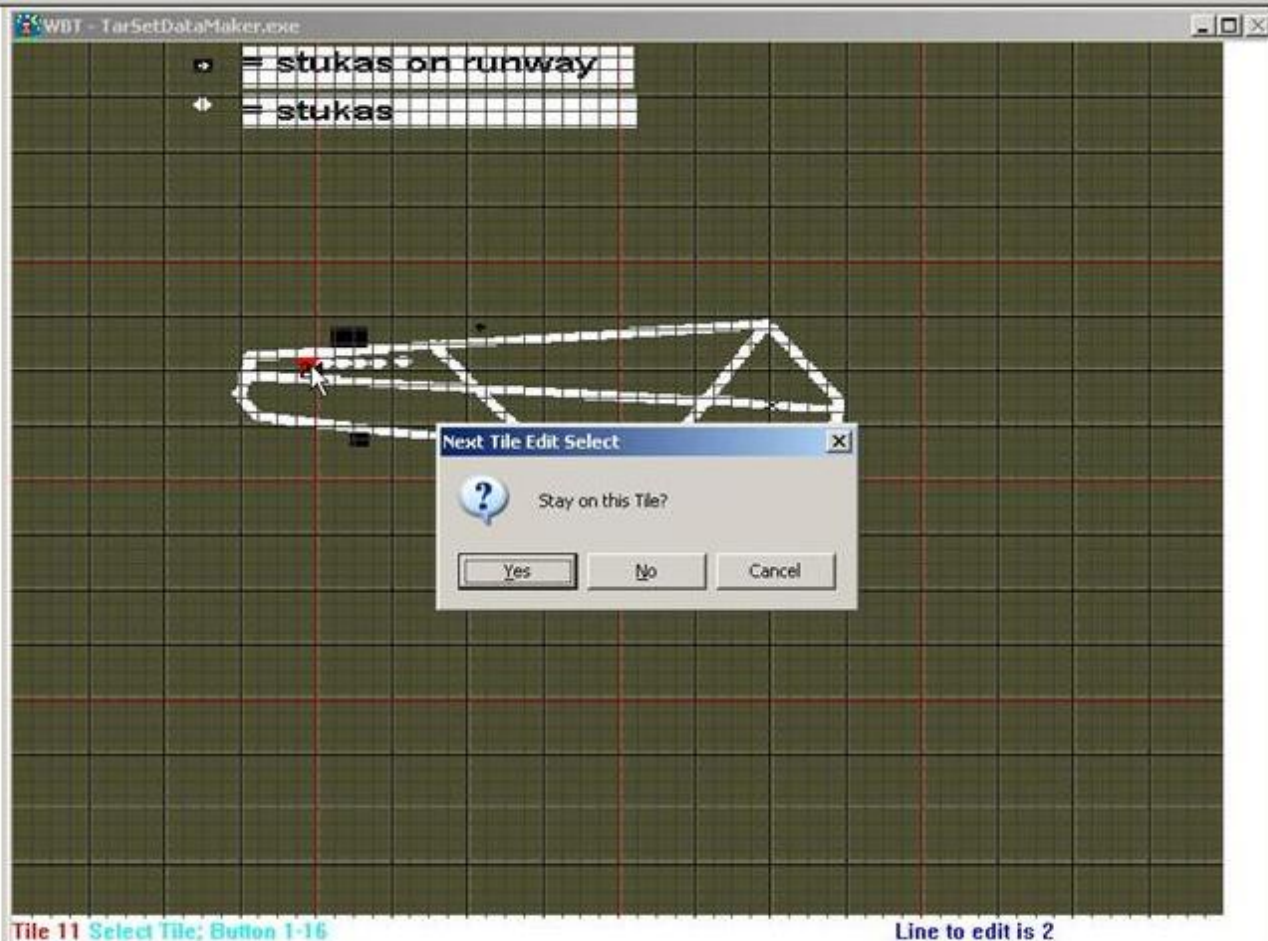 WBT - TarSetDataMaker.exe
= stukas on runway
= stukas
Next Tile Edit Select
Stay on this Tile?
Yes No Cancel
Tile 11 Select Tile; Button 1-16 Line to edit is 2